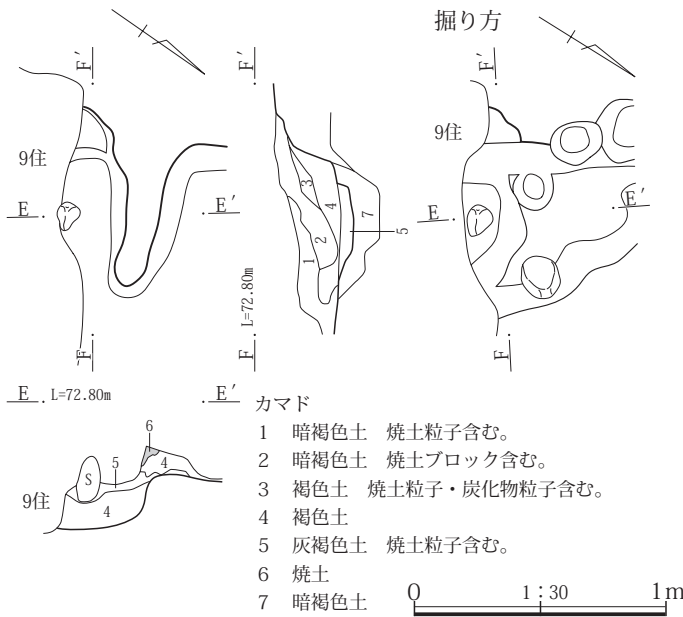 掘り方
F′
F′
F′
9住
9住
E
E′
E
E′
3
4
7
5
2
1
L=72.80m
F
F
F
E L=72.80m E′
カマド
1 暗褐色土 焼土粒子含む。
2 暗褐色土 焼土ブロック含む。
3 褐色土 焼土粒子・炭化物粒子含む。
4 褐色土
5 灰褐色土 焼土粒子含む。
6 焼土
7 暗褐色土
6
5
4
S
9住
4
0 1:30 1m